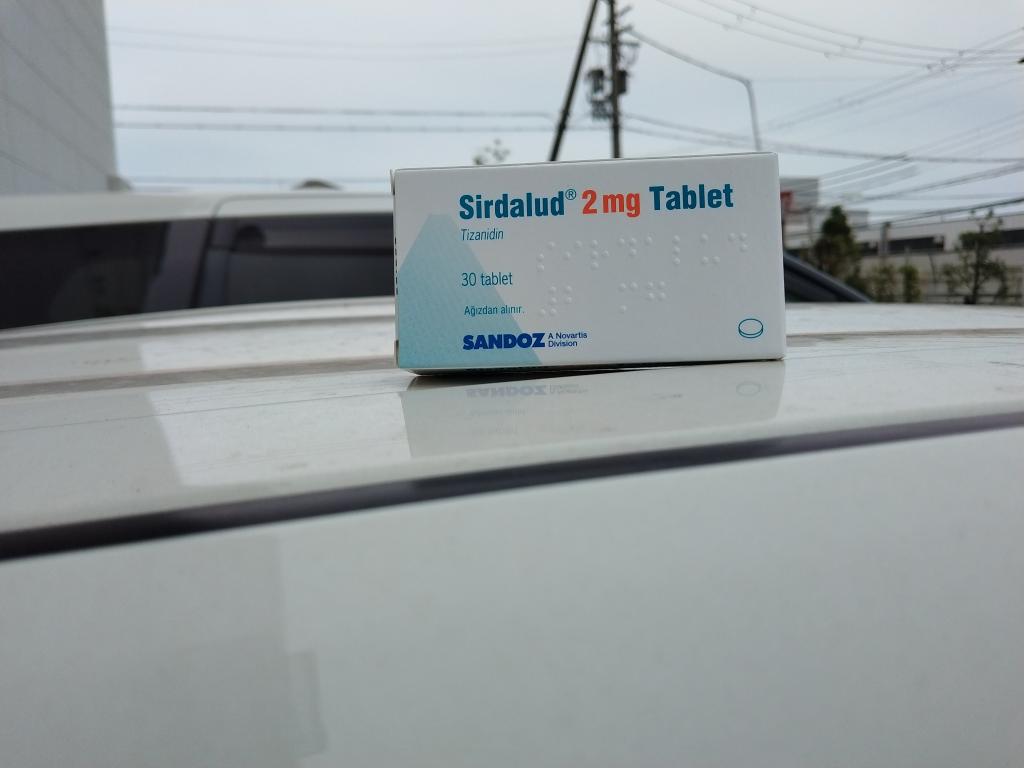 Sirdalud® 2 mg Tablet
Tizanidin
30 tablet
Ağızdan alınır.
SANDOZ A Novartis
Division